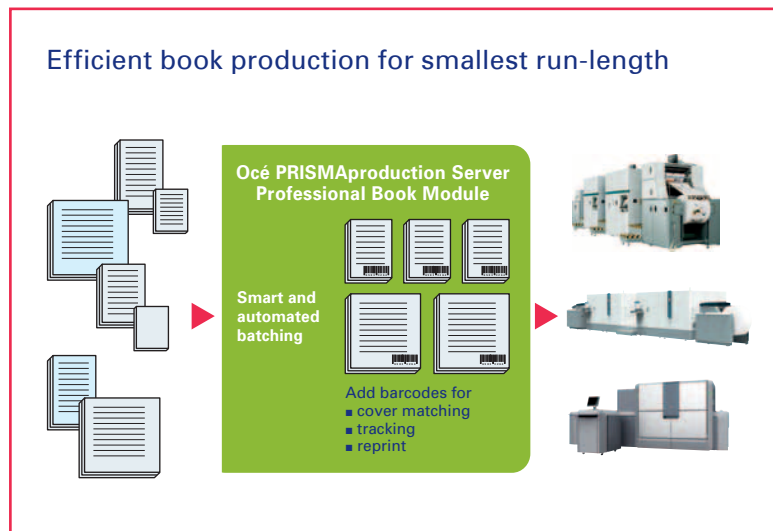 Efficient book production for smallest run-length
Océ PRISMAproduction Server
Professional Book Module
Smart and
automated
batching
Add barcodes for
■ cover matching
■ tracking
■ reprint